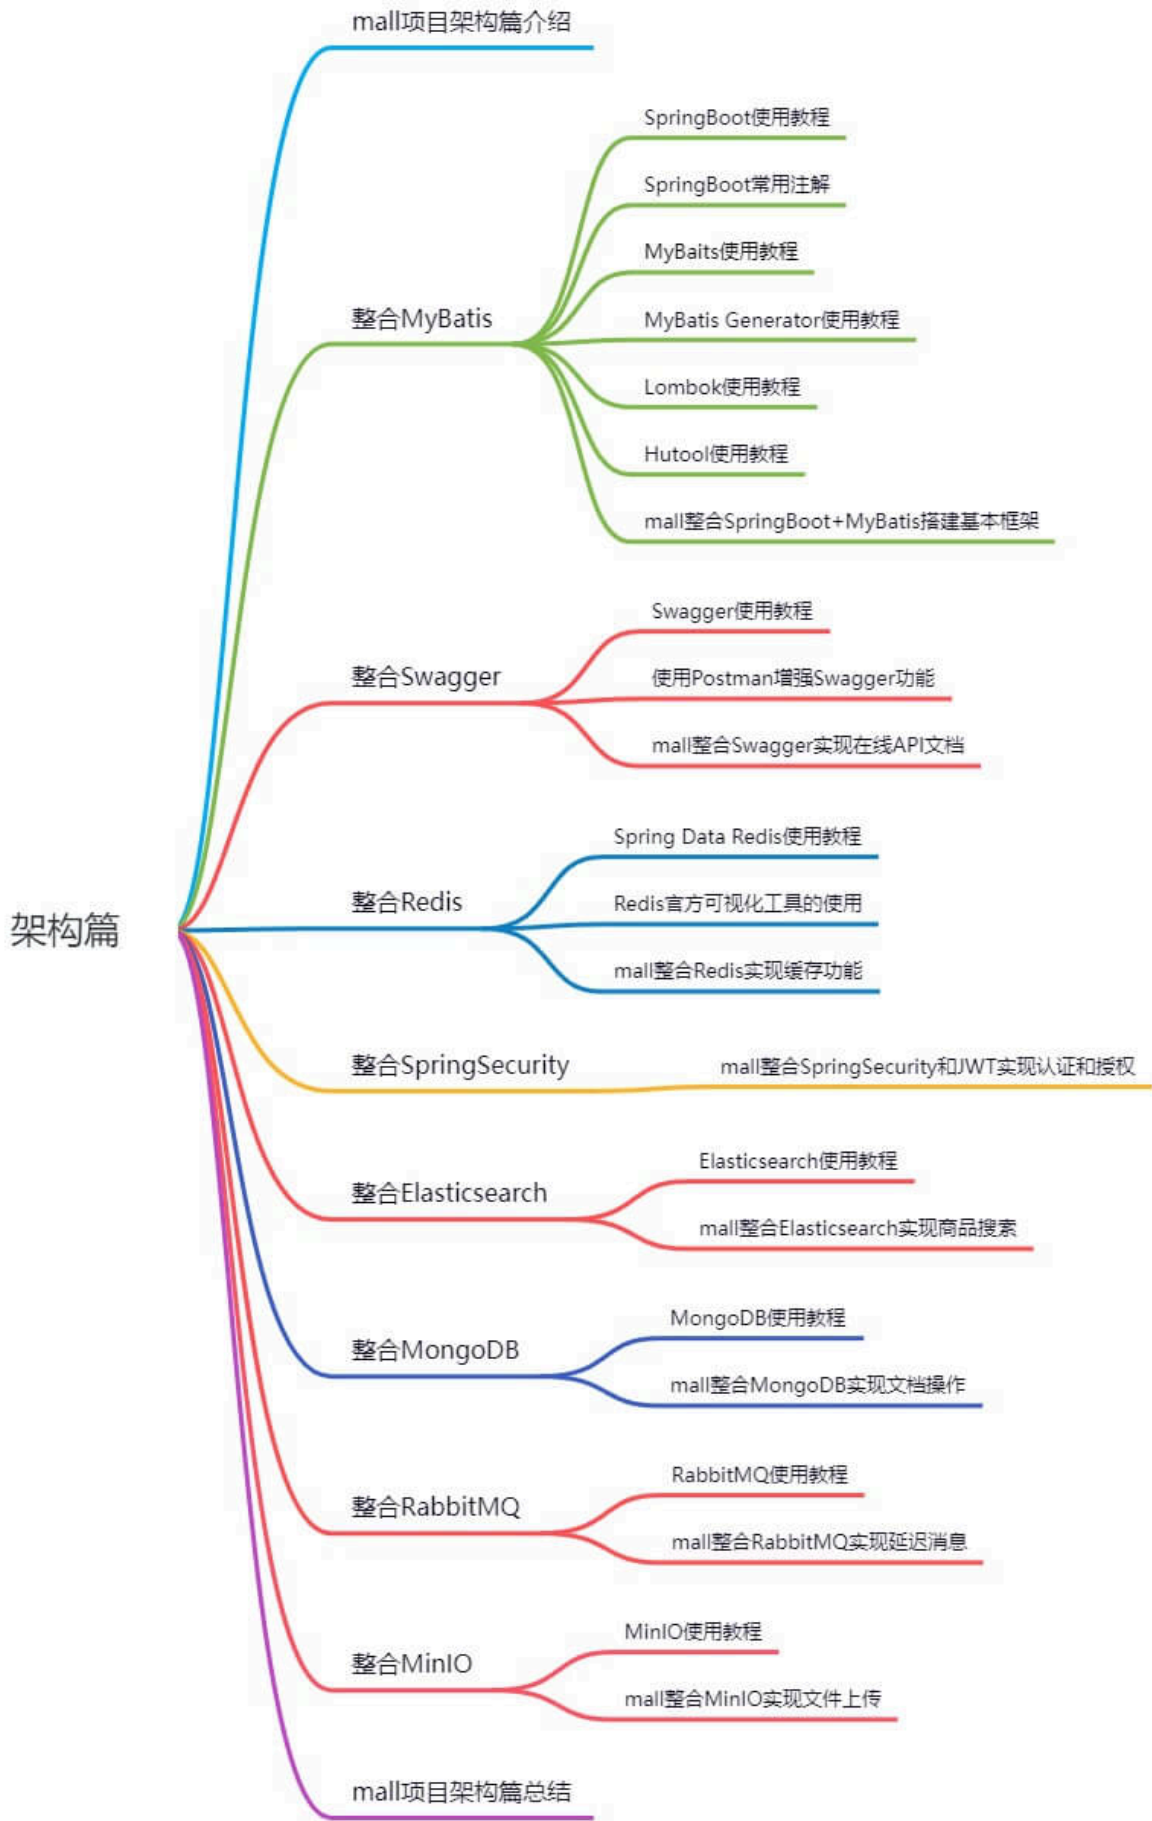 mall项目架构篇介绍
SpringBoot使用教程
SpringBoot常用注解
MyBaits使用教程
整合MyBatis
MyBatis Generator使用教程
Lombok使用教程
Hutool使用教程
mall整合SpringBoot+MyBatis搭建基本框架
Swagger使用教程
整合Swagger
使用Postman增强Swagger功能
mall整合Swagger实现在线API文档
Spring Data Redis使用教程
整合Redis
Redis官方可视化工具的使用
架构篇
mall整合Redis实现缓存功能
整合SpringSecurity
mall整合SpringSecurity和JWT实现认证和授权
Elasticsearch使用教程
整合Elasticsearch
mall整合Elasticsearch实现商品搜索
MongoDB使用教程
整合MongoDB
mall整合MongoDB实现文档操作
RabbitMQ使用教程
整合RabbitMQ
mall整合RabbitMQ实现延迟消息
MinIO使用教程
整合MinIO
mall整合MinIO实现文件上传
mall项目架构篇总结